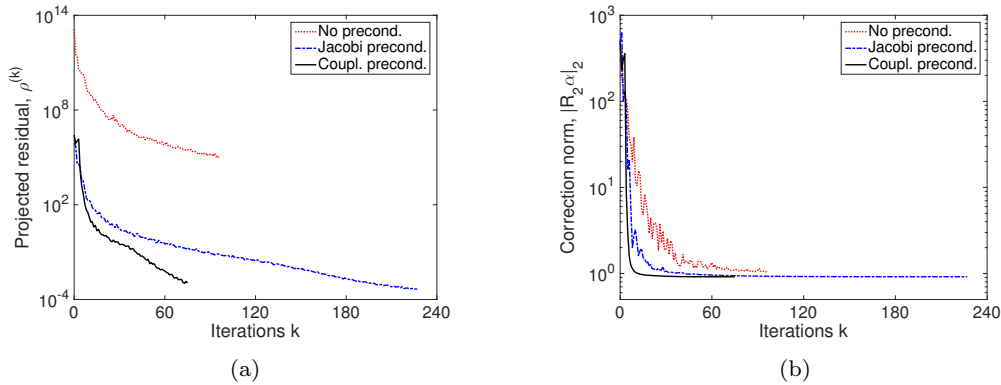 10^14
10^8
10^2
10^-4
Projected residual, ρ^(k)
No precond.
Jacobi precond.
Coupl. precond.
0 60 120 180 240
Iterations k
(a)
10^3
10^2
10^1
10^0
Correction norm, |R_2 α|_2
No precond.
Jacobi precond.
Coupl. precond.
0 60 120 180 240
Iterations k
(b)